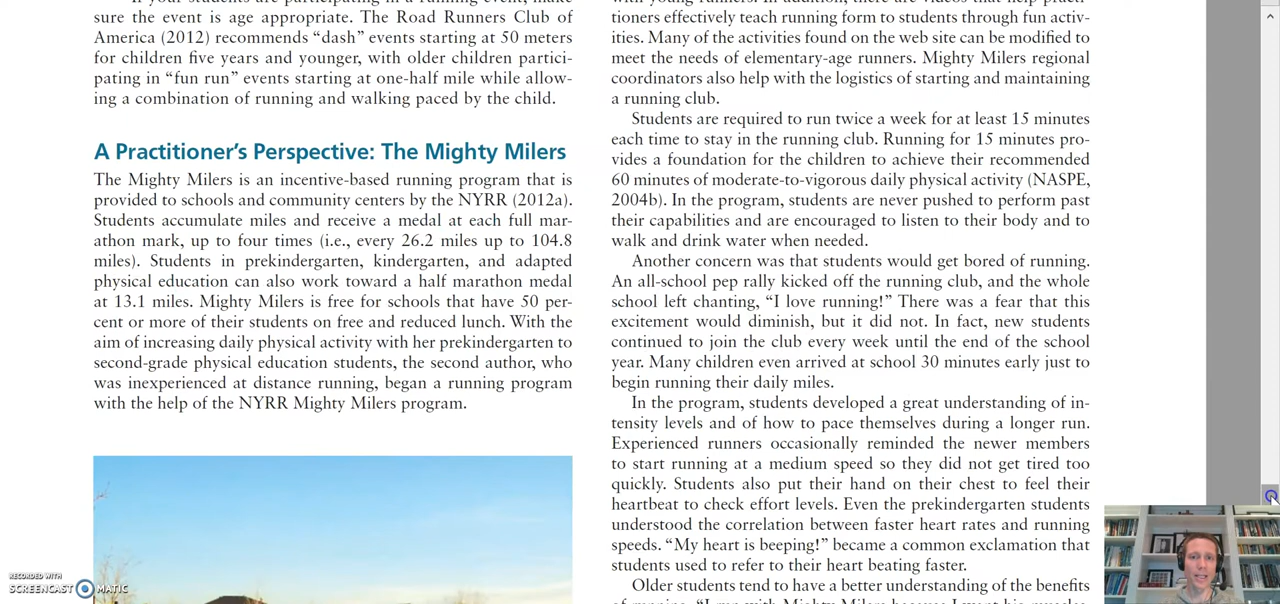 sure the event is age appropriate. The Road Runners Club of
America (2012) recommends “dash” events starting at 50 meters
for children five years and younger, with older children partici-
pating in “fun run” events starting at one-half mile while allow-
ing a combination of running and walking paced by the child.
A Practitioner’s Perspective: The Mighty Milers
The Mighty Milers is an incentive-based running program that is
provided to schools and community centers by the NYRR (2012a).
Students accumulate miles and receive a medal at each full mar-
athon mark, up to four times (i.e., every 26.2 miles up to 104.8
miles). Students in prekindergarten, kindergarten, and adapted
physical education can also work toward a half marathon medal
at 13.1 miles. Mighty Milers is free for schools that have 50 per-
cent or more of their students on free and reduced lunch. With the
aim of increasing daily physical activity with her prekindergarten to
second-grade physical education students, the second author, who
was inexperienced at distance running, began a running program
with the help of the NYRR Mighty Milers program.
tioners effectively teach running form to students through fun activ-
ities. Many of the activities found on the web site can be modified to
meet the needs of elementary-age runners. Mighty Milers regional
coordinators also help with the logistics of starting and maintaining
a running club.
Students are required to run twice a week for at least 15 minutes
each time to stay in the running club. Running for 15 minutes pro-
vides a foundation for the children to achieve their recommended
60 minutes of moderate-to-vigorous daily physical activity (NASPE,
2004b). In the program, students are never pushed to perform past
their capabilities and are encouraged to listen to their body and to
walk and drink water when needed.
Another concern was that students would get bored of running.
An all-school pep rally kicked off the running club, and the whole
school left chanting, “I love running!” There was a fear that this
excitement would diminish, but it did not. In fact, new students
continued to join the club every week until the end of the school
year. Many children even arrived at school 30 minutes early just to
begin running their daily miles.
In the program, students developed a great understanding of in-
tensity levels and of how to pace themselves during a longer run.
Experienced runners occasionally reminded the newer members
to start running at a medium speed so they did not get tired too
quickly. Students also put their hand on their chest to feel their
heartbeat to check effort levels. Even the prekindergarten students
understood the correlation between faster heart rates and running
speeds. “My heart is beeping!” became a common exclamation that
students used to refer to their heart beating faster.
Older students tend to have a better understanding of the benefits
RECORDED WITH
SCREENCAST MATIC